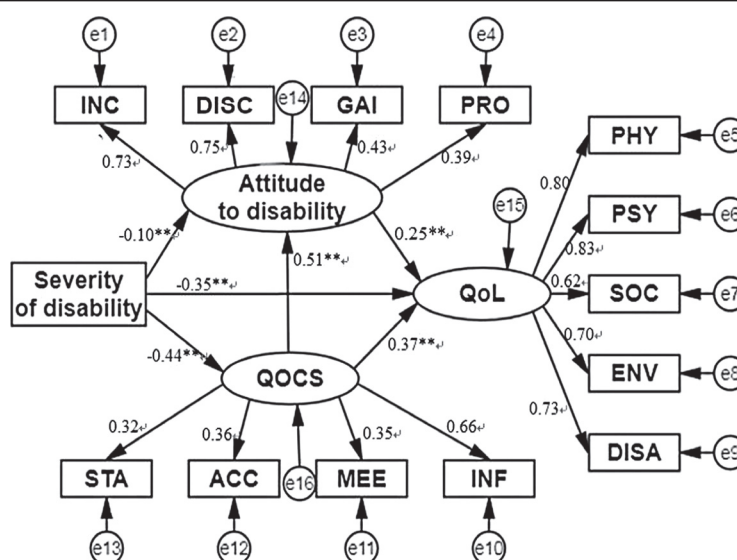 e1 e2 e3 e4
INC DISC e14 GAI PRO
PHY e5
0.73 0.75 0.43 0.39
Attitude
to disability
0.80
e15
PSY e6
-0.10** 0.25** 0.83
0.51**
Severity
of disability
-0.35**
QoL
0.62
SOC e7
-0.44** 0.37** 0.70
QOCS
ENV e8
0.73
0.32 0.36 0.35 0.66
DISA e9
STA ACC e16 MEE INF
e13 e12 e11 e10